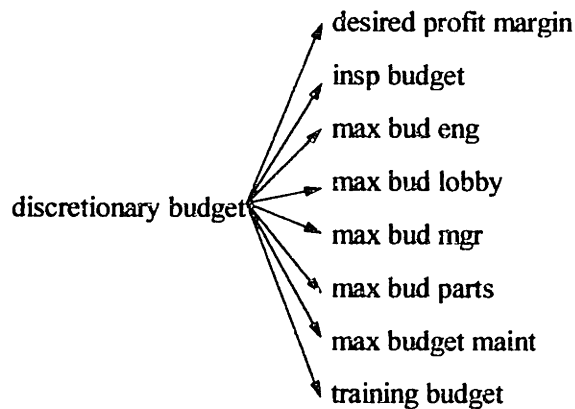 desired profit margin
insp budget
max bud eng
max bud lobby
discretionary budget
max bud mgr
max bud parts
max budget maint
training budget